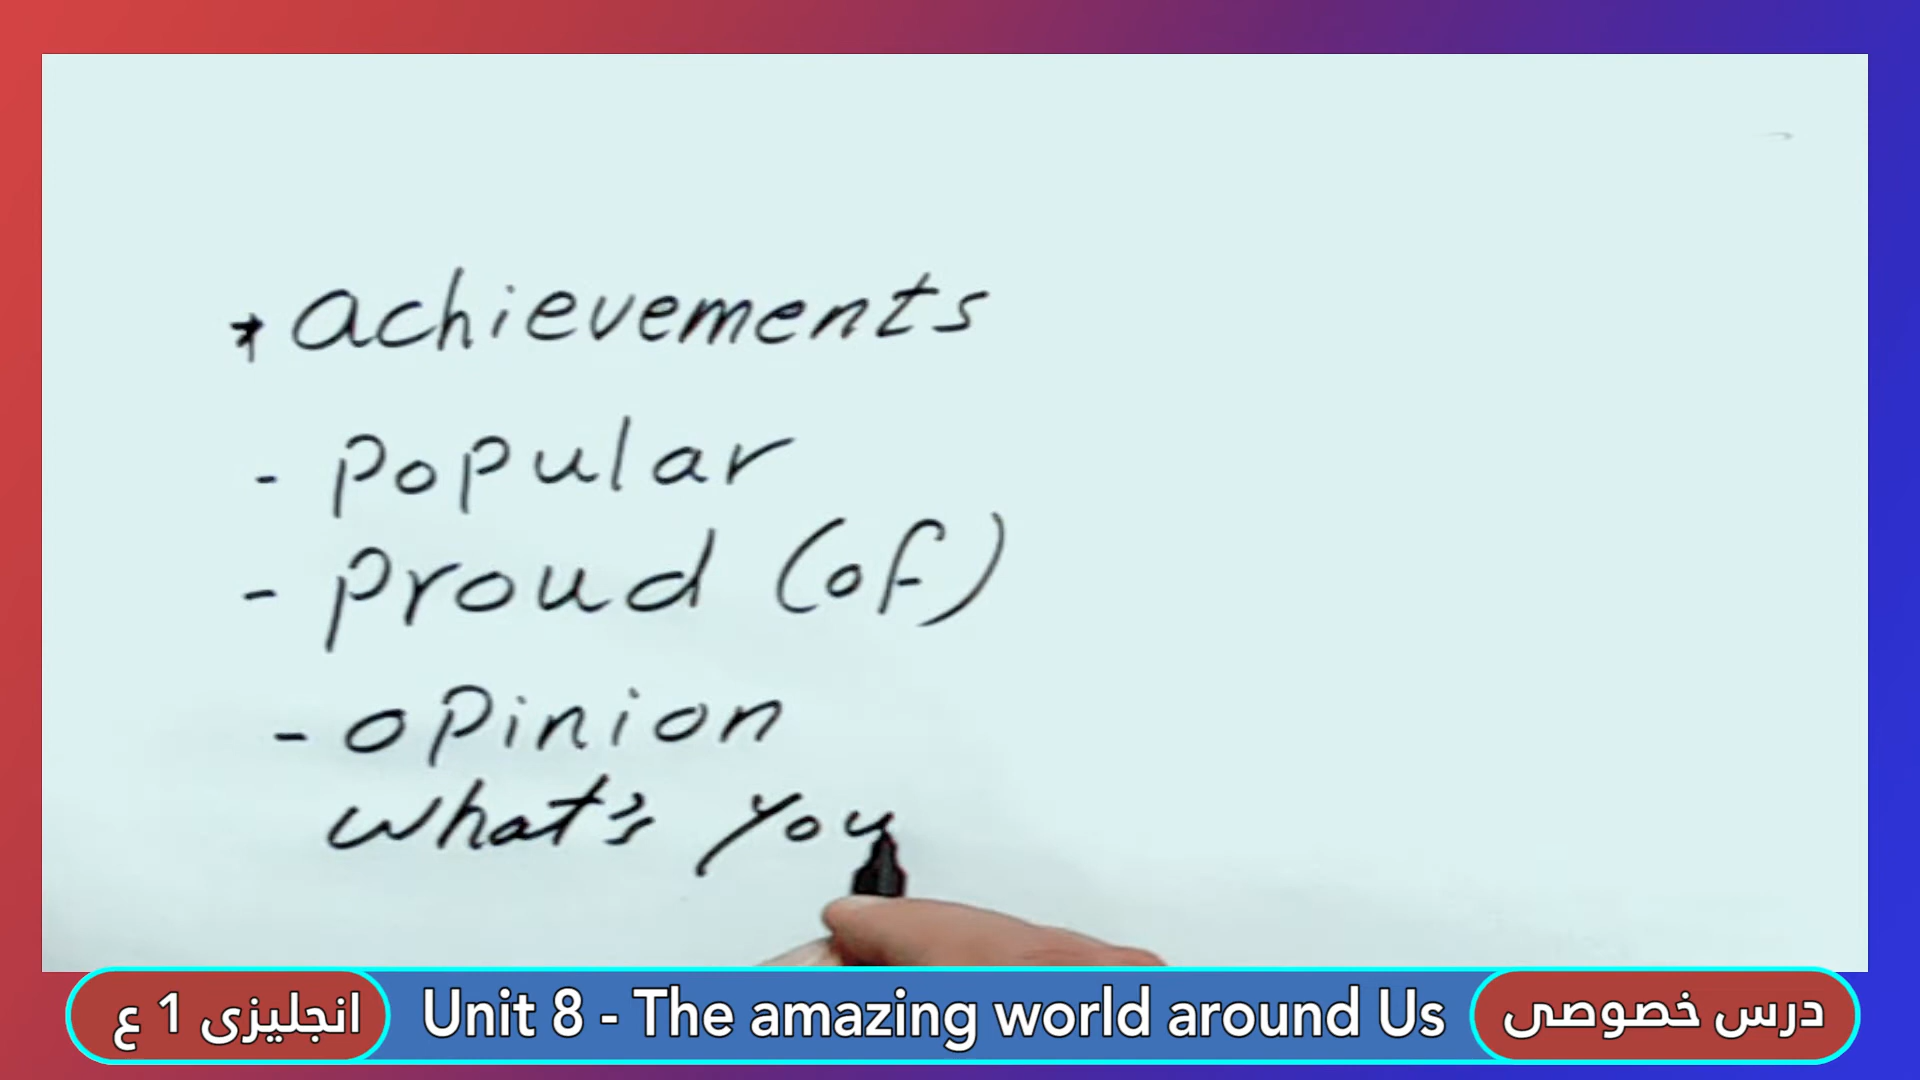 * achievements
- popular
- proud (of)
- opinion
what's you
انجليزى 1 ع
Unit 8 - The amazing world around Us
درس خصوصى